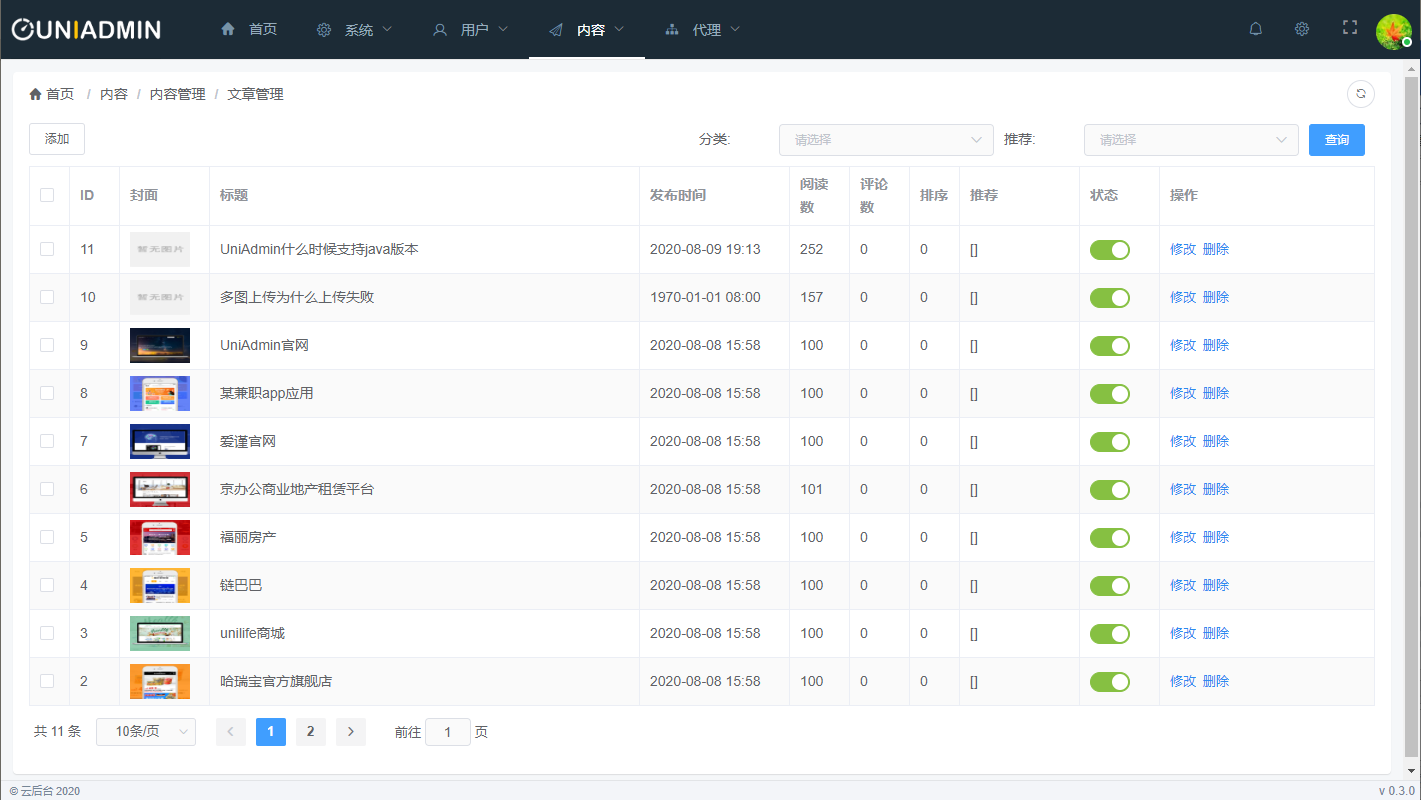 UNIADMIN 首页 系统 用户 内容 代理
首页 / 内容 / 内容管理 / 文章管理
添加 分类: 请选择 推荐: 请选择 查询
ID 封面 标题 发布时间 阅读数 评论数 排序 推荐 状态 操作
11 暂无图片 UniAdmin什么时候支持java版本 2020-08-09 19:13 252 0 0 [] 修改 删除
10 暂无图片 多图上传为什么上传失败 1970-01-01 08:00 157 0 0 [] 修改 删除
9 UniAdmin官网 2020-08-08 15:58 100 0 0 [] 修改 删除
8 某兼职app应用 2020-08-08 15:58 100 0 0 [] 修改 删除
7 爱谨官网 2020-08-08 15:58 100 0 0 [] 修改 删除
6 京办公商业地产租赁平台 2020-08-08 15:58 101 0 0 [] 修改 删除
5 福丽房产 2020-08-08 15:58 100 0 0 [] 修改 删除
4 链巴巴 2020-08-08 15:58 100 0 0 [] 修改 删除
3 unilife商城 2020-08-08 15:58 100 0 0 [] 修改 删除
2 哈瑞宝官方旗舰店 2020-08-08 15:58 100 0 0 [] 修改 删除
共 11 条 10条/页 1 2 前往 1 页
© 云后台 2020 v 0.3.0